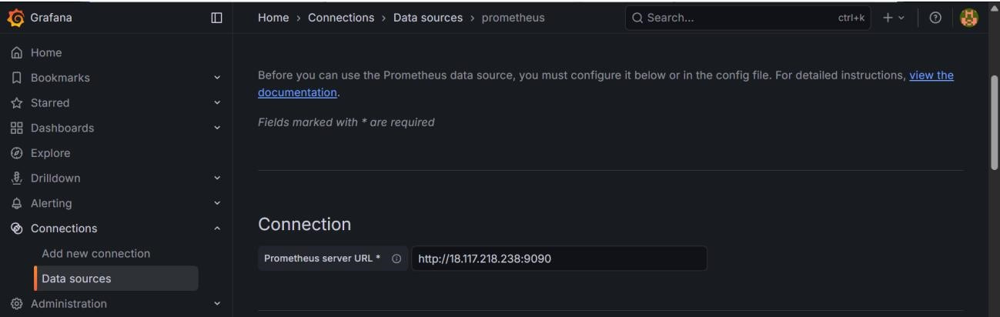 Grafana
Home › Connections › Data sources › prometheus
Search...
ctrl+k
Home
Bookmarks
Starred
Dashboards
Explore
Drilldown
Alerting
Connections
Add new connection
Data sources
Administration
Before you can use the Prometheus data source, you must configure it below or in the config file. For detailed instructions, view the
documentation.
Fields marked with * are required
Connection
Prometheus server URL *
http://18.117.218.238:9090